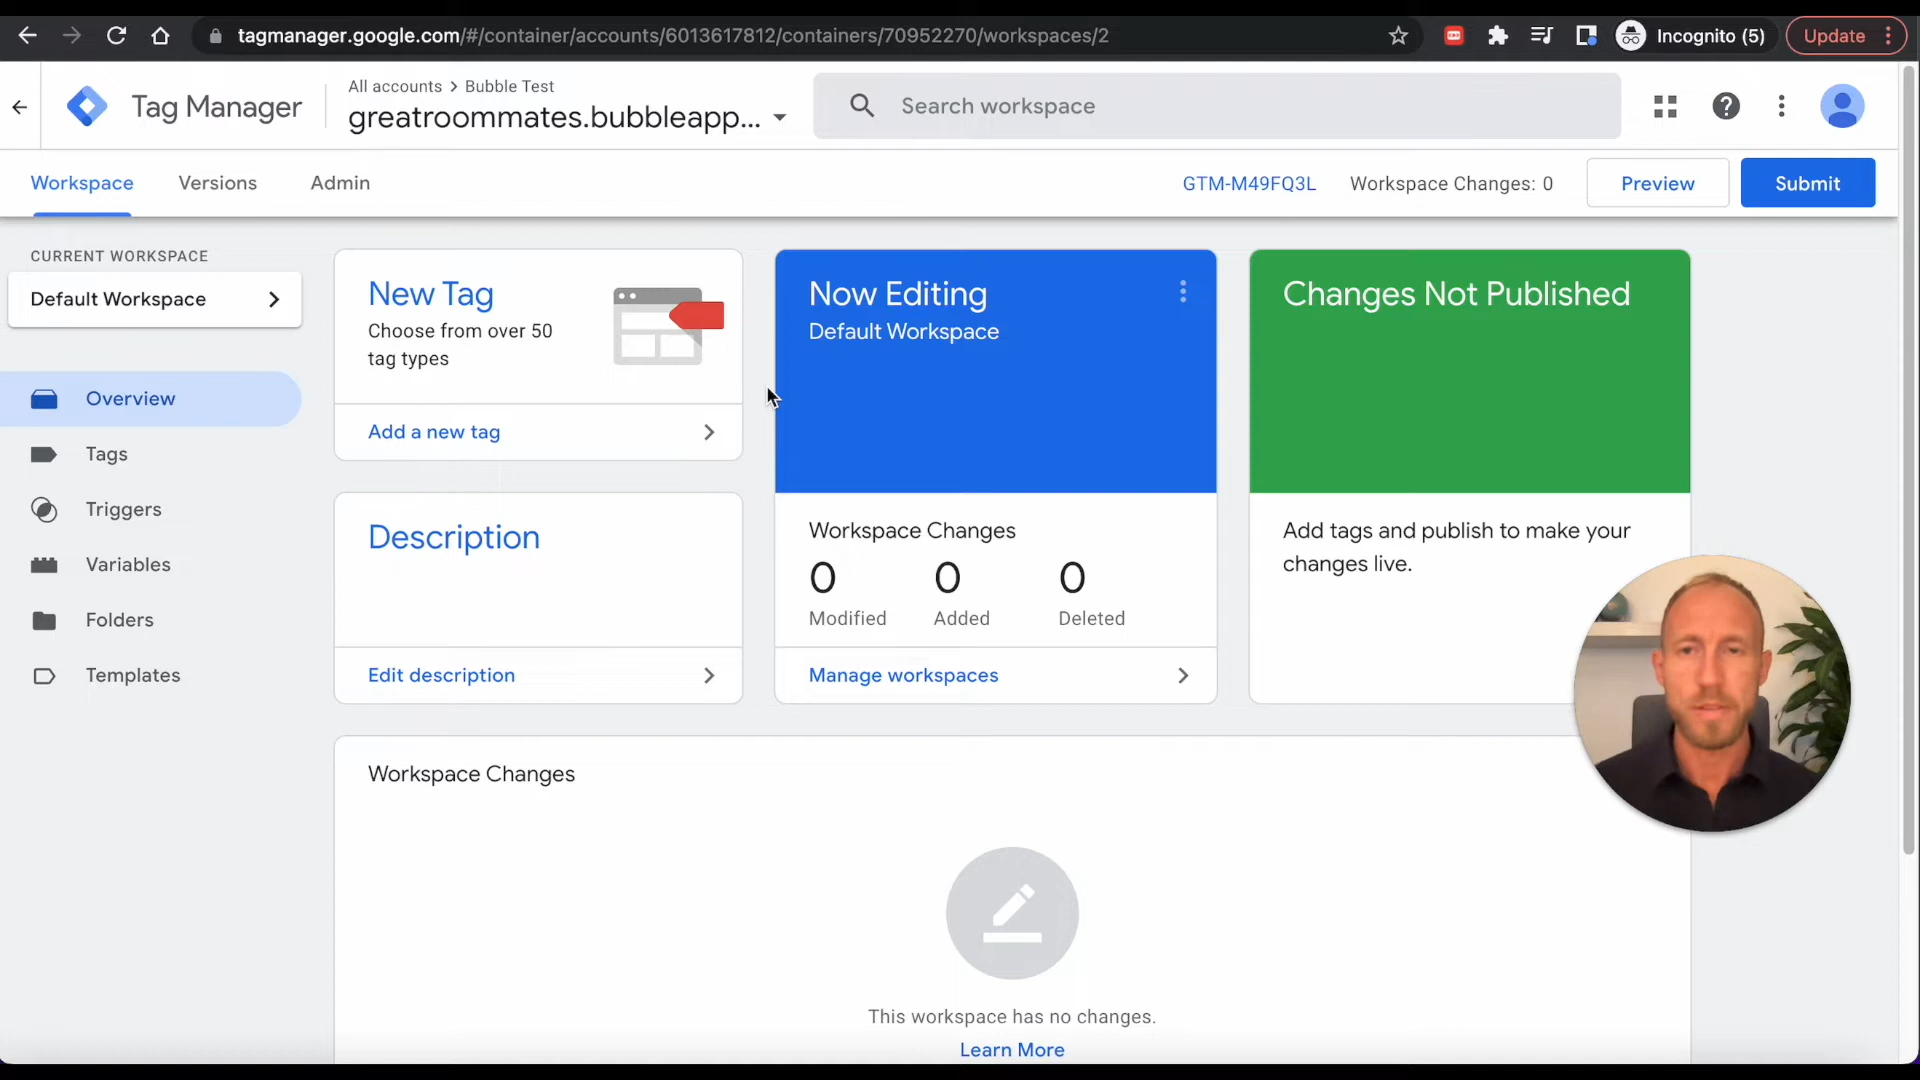 tagmanager.google.com/#/container/accounts/6013617812/containers/70952270/workspaces/2
Incognito (5)
Update
Tag Manager
All accounts > Bubble Test
greatroommates.bubbleapp...
Search workspace
Workspace
Versions
Admin
GTM-M49FQ3L
Workspace Changes: 0
Preview
Submit
CURRENT WORKSPACE
Default Workspace
Overview
Tags
Triggers
Variables
Folders
Templates
New Tag
Choose from over 50
tag types
Add a new tag
Description
Edit description
Now Editing
Default Workspace
Workspace Changes
0 0 0
Modified Added Deleted
Manage workspaces
Changes Not Published
Add tags and publish to make your
changes live.
Workspace Changes
This workspace has no changes.
Learn More